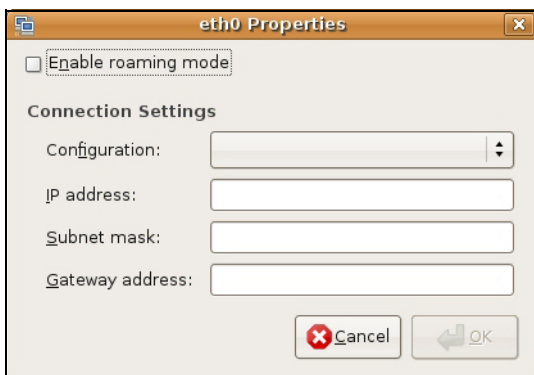 eth0 Properties
Enable roaming mode
Connection Settings
Configuration:
IP address:
Subnet mask:
Gateway address:
Cancel OK